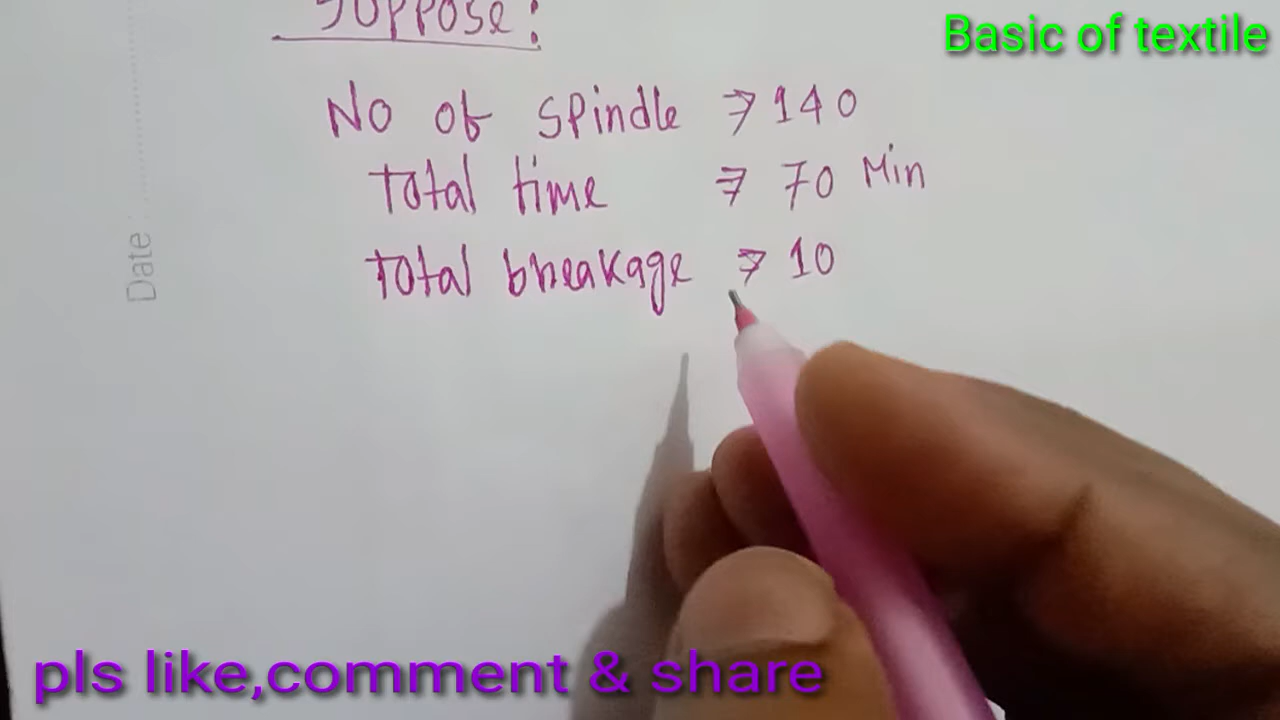 Suppose:
Basic of textile
No of spindle ⇒ 140
Total time ⇒ 70 Min
Total breakage ⇒ 10
Date :
pls like,comment & share